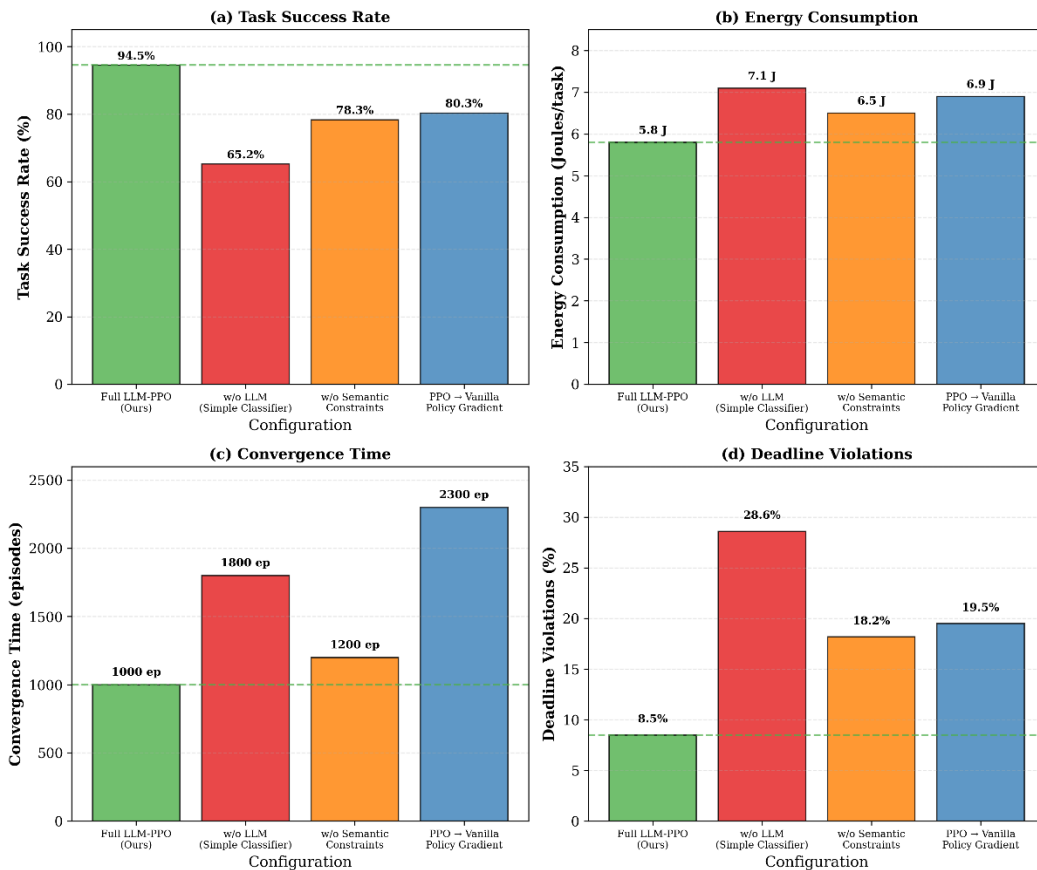 (a) Task Success Rate
Task Success Rate (%)
100
80
60
40
20
0
94.5%
65.2%
78.3%
80.3%
Full LLM-PPO
(Ours)
w/o LLM
(Simple Classifier)
w/o Semantic
Constraints
PPO → Vanilla
Policy Gradient
Configuration
(b) Energy Consumption
Energy Consumption (Joules/task)
8
7
6
5
4
3
2
1
0
5.8 J
7.1 J
6.5 J
6.9 J
Full LLM-PPO
(Ours)
w/o LLM
(Simple Classifier)
w/o Semantic
Constraints
PPO → Vanilla
Policy Gradient
Configuration
(c) Convergence Time
Convergence Time (episodes)
2500
2000
1500
1000
500
0
1000 ep
1800 ep
1200 ep
2300 ep
Full LLM-PPO
(Ours)
w/o LLM
(Simple Classifier)
w/o Semantic
Constraints
PPO → Vanilla
Policy Gradient
Configuration
(d) Deadline Violations
Deadline Violations (%)
35
30
25
20
15
10
5
0
8.5%
28.6%
18.2%
19.5%
Full LLM-PPO
(Ours)
w/o LLM
(Simple Classifier)
w/o Semantic
Constraints
PPO → Vanilla
Policy Gradient
Configuration